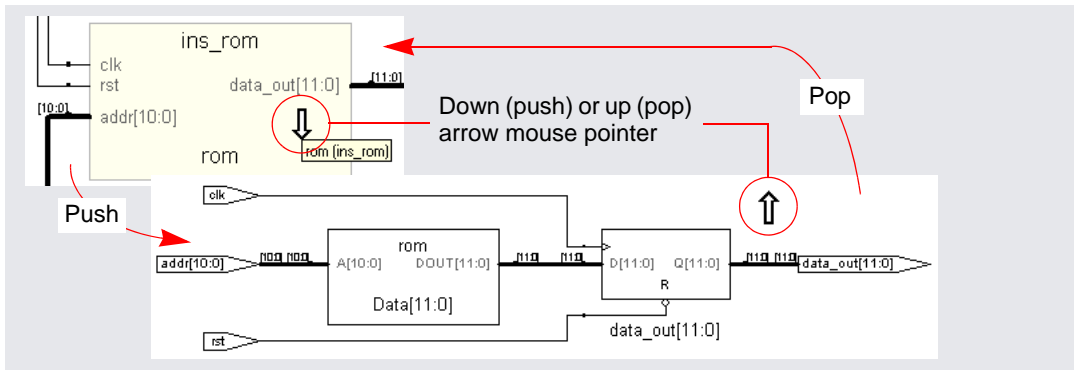 ins_rom
clk
rst
data_out[11:0]
[11:0]
[10:0]
addr[10:0]
rom
rom (ins_rom)
Down (push) or up (pop)
arrow mouse pointer
Pop
Push
clk
addr[10:0]
[10:0] [10:0]
rom
A[10:0] DOUT[11:0]
Data[11:0]
[11:0] [11:0]
D[11:0] Q[11:0]
R
data_out[11:0]
[11:0] [11:0]
data_out[11:0]
rst